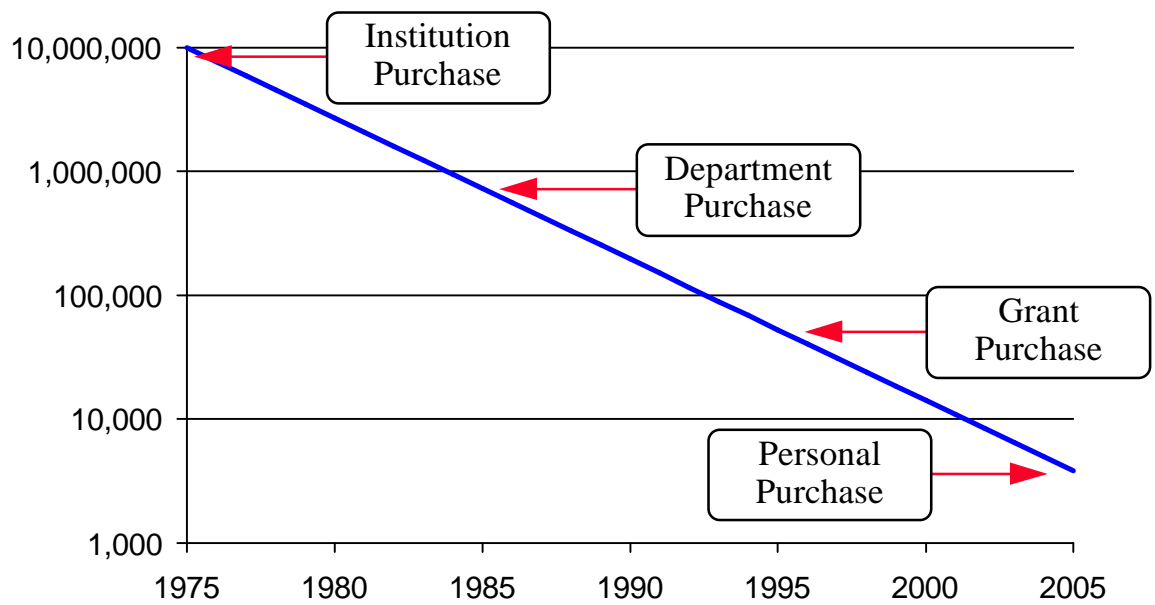 10,000,000
Institution
Purchase
1,000,000
Department
Purchase
100,000
Grant
Purchase
10,000
Personal
Purchase
1,000
1975 1980 1985 1990 1995 2000 2005